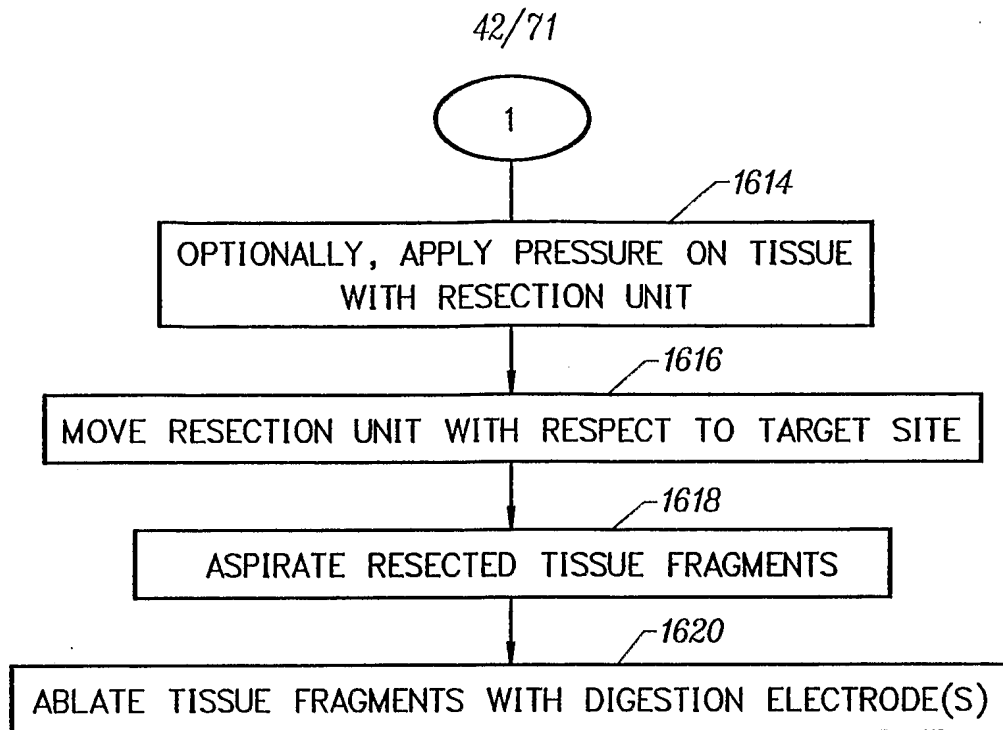 42/71
1
1614
OPTIONALLY, APPLY PRESSURE ON TISSUE
WITH RESECTION UNIT
1616
MOVE RESECTION UNIT WITH RESPECT TO TARGET SITE
1618
ASPIRATE RESECTED TISSUE FRAGMENTS
1620
ABLATE TISSUE FRAGMENTS WITH DIGESTION ELECTRODE(S)